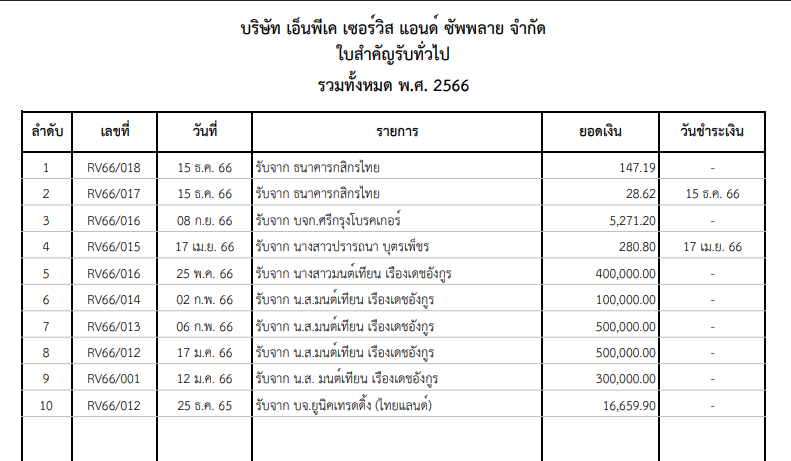 บริษัท เอ็นพีเค เซอร์วิส แอนด์ ซัพพลาย จำกัด
ใบสำคัญรับทั่วไป
รวมทั้งหมด พ.ศ. 2566
ลำดับ เลขที่ วันที่ รายการ ยอดเงิน วันชำระเงิน
1 RV66/018 15 ธ.ค. 66 รับจาก ธนาคารกสิกรไทย 147.19 -
2 RV66/017 15 ธ.ค. 66 รับจาก ธนาคารกสิกรไทย 28.62 15 ธ.ค. 66
3 RV66/016 08 ก.ย. 66 รับจาก บจก.ศรีกรุงโบรคเกอร์ 5,271.20 -
4 RV66/015 17 เม.ย. 66 รับจาก นางสาวปรารถนา บุตรเพ็ชร 280.80 17 เม.ย. 66
5 RV66/016 25 พ.ค. 66 รับจาก นางสาวมนต์เทียน เรืองเดชอังกูร 400,000.00 -
6 RV66/014 02 ก.พ. 66 รับจาก น.ส.มนต์เทียน เรืองเดชอังกูร 100,000.00 -
7 RV66/013 06 ก.พ. 66 รับจาก น.ส.มนต์เทียน เรืองเดชอังกูร 500,000.00 -
8 RV66/012 17 ม.ค. 66 รับจาก น.ส.มนต์เทียน เรืองเดชอังกูร 500,000.00 -
9 RV66/001 12 ม.ค. 66 รับจาก น.ส. มนต์เทียน เรืองเดชอังกูร 300,000.00 -
10 RV66/012 25 ธ.ค. 65 รับจาก บจ.ยูนิคเทรดดิ้ง (ไทยแลนด์) 16,659.90 -